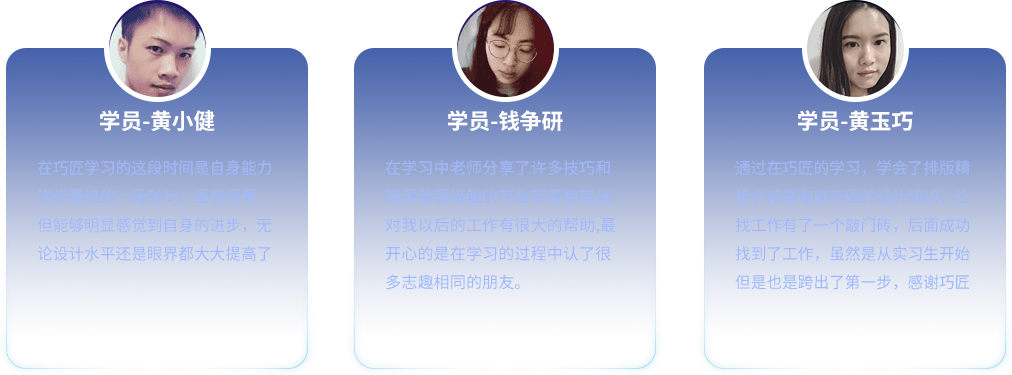 学员-黄小健
在巧匠学习的这段时间是自身能力
但能够明显感觉到自身的进步，无
论设计水平还是眼界都大大提高了
学员-钱争研
在学习中老师分享了许多技巧和
对我以后的工作有很大的帮助,最
开心的是在学习的过程中认了很
多志趣相同的朋友。
学员-黄玉巧
通过在巧匠的学习，学会了排版精
找工作有了一个敲门砖，后面成功
找到了工作，虽然是从实习生开始
但是也是跨出了第一步，感谢巧匠